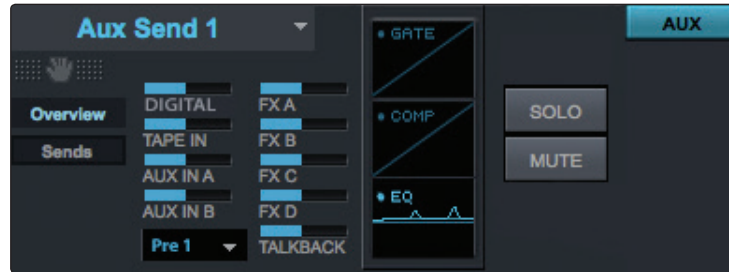 Aux Send 1
AUX
GATE
Overview
Sends
DIGITAL FX A
TAPE IN FX B
AUX IN A FX C
AUX IN B FX D
Pre 1 TALKBACK
COMP
EQ
SOLO
MUTE